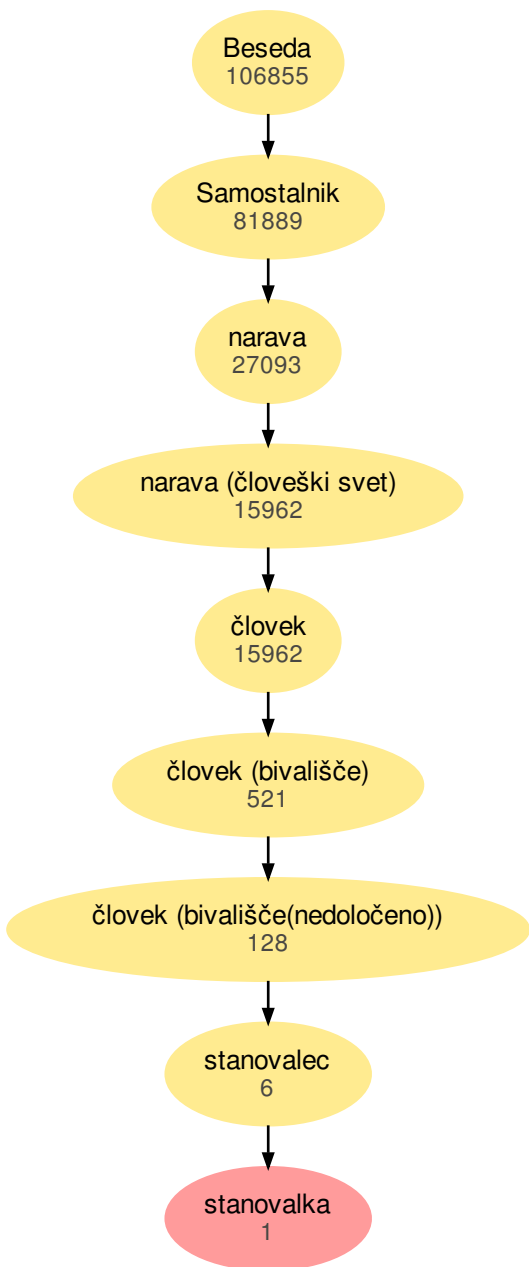 Beseda
106855
Samostalnik
81889
narava
27093
narava (človeški svet)
15962
človek
15962
človek (bivališče)
521
človek (bivališče(nedoločeno))
128
stanovalec
6
stanovalka
1